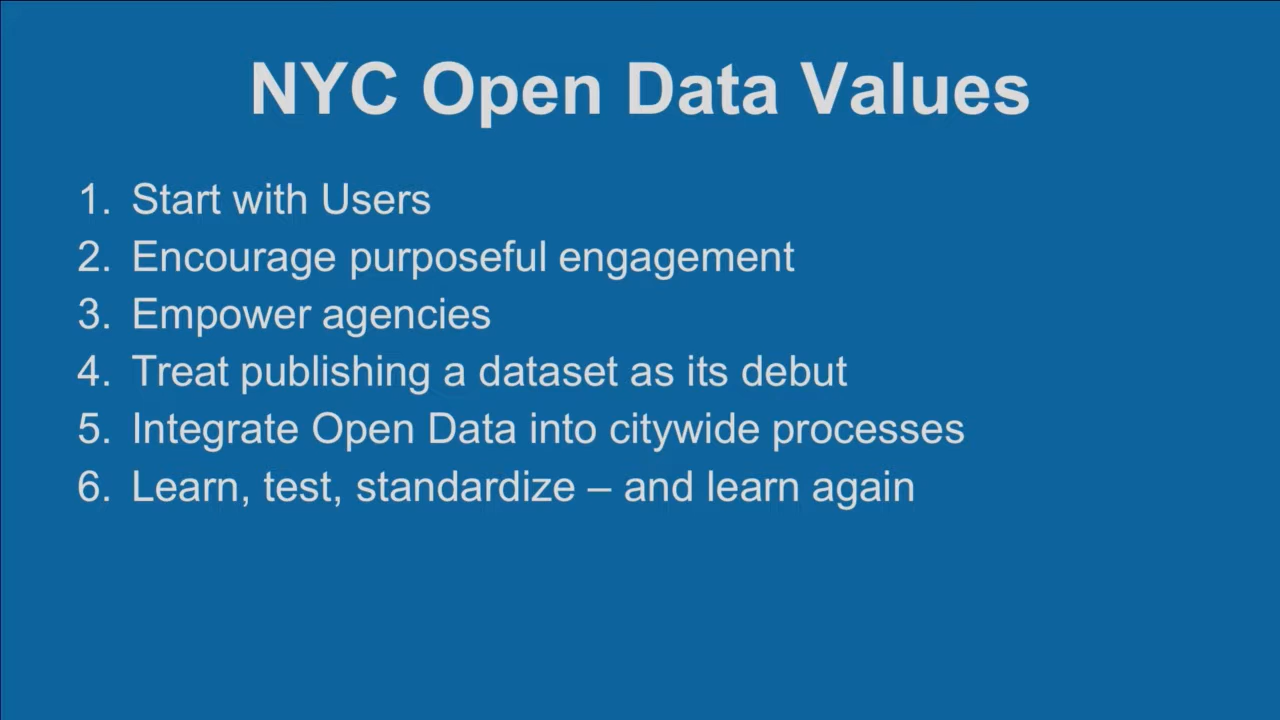 NYC Open Data Values
1. Start with Users
2. Encourage purposeful engagement
3. Empower agencies
4. Treat publishing a dataset as its debut
5. Integrate Open Data into citywide processes
6. Learn, test, standardize – and learn again